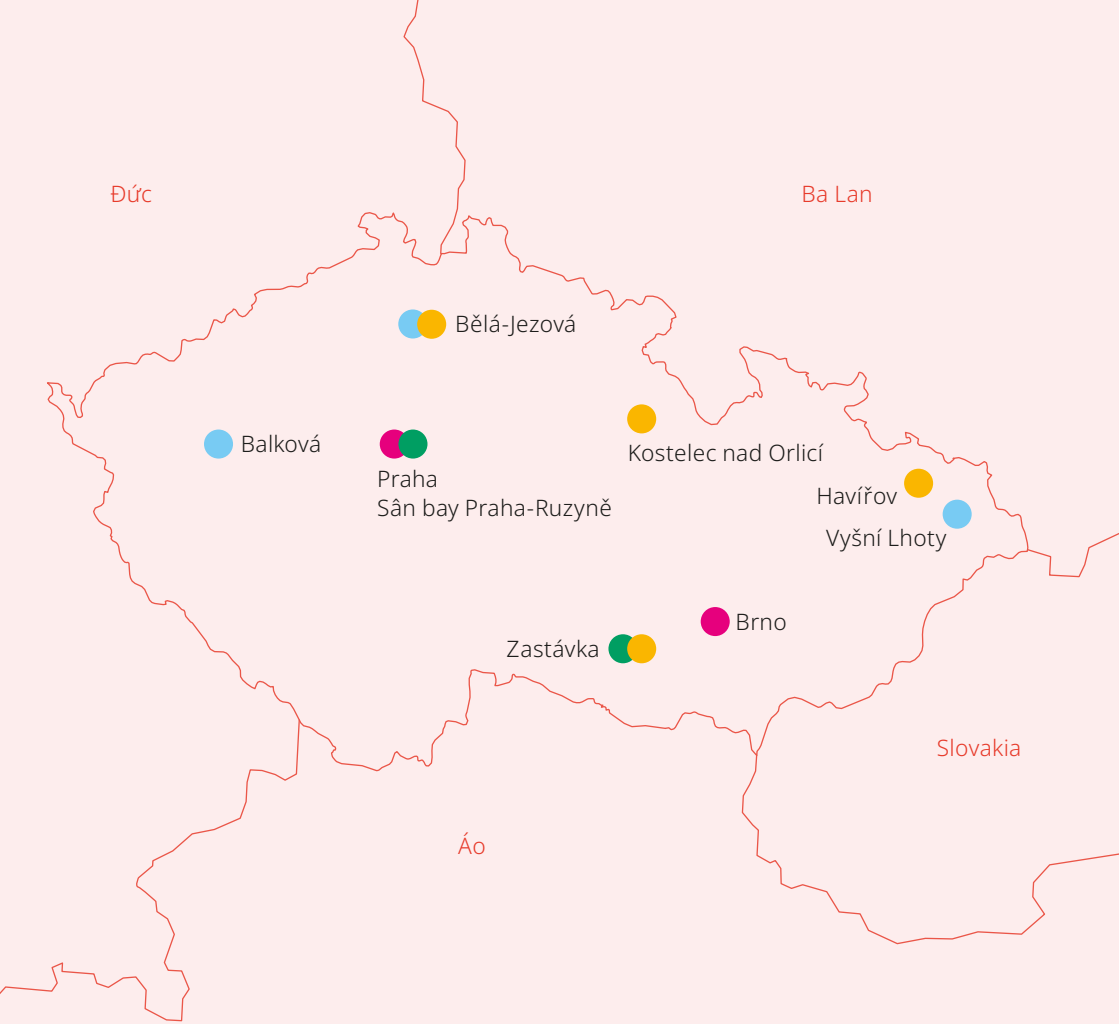 Đức
Ba Lan
Bělá-Jezová
Balková
Kostelec nad Orlicí
Praha
Sân bay Praha-Ruzyně
Havířov
Vyšní Lhoty
Brno
Zastávka
Slovakia
Áo